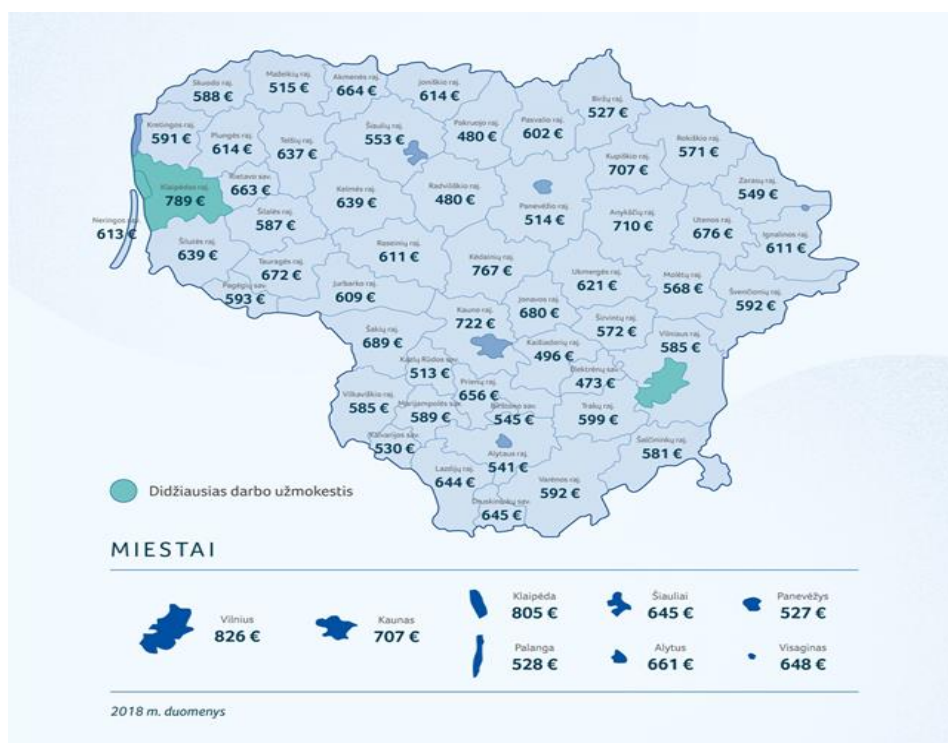 Skuodo raj.
588 €
Mažeikių raj.
515 €
Akmenės raj.
664 €
Joniškio raj.
614 €
Biržų raj.
527 €
Kretingos raj.
591 €
Plungės raj.
614 €
Telšių raj.
637 €
Šiaulių raj.
553 €
Pakruojo raj.
480 €
Pasvalio raj.
602 €
Rokiškio raj.
571 €
Kupiškio raj.
707 €
Klaipėdos raj.
789 €
Rietavo sav.
663 €
Kelmės raj.
639 €
Radviliškio raj.
480 €
Panevėžio raj.
514 €
Zarasų raj.
549 €
Neringos
613 €
Šilalės raj.
587 €
Anykščių raj.
710 €
Utenos raj.
676 €
Ignalinos raj.
611 €
Šilutės raj.
639 €
Tauragės raj.
672 €
Raseinių raj.
611 €
Kėdainių raj.
767 €
Ukmergės raj.
621 €
Molėtų raj.
568 €
Švenčionių raj.
592 €
Pagėgių sav.
593 €
Jurbarko raj.
609 €
Jonavos raj.
680 €
Širvintų raj.
572 €
Kauno raj.
722 €
Vilniaus raj.
585 €
Šakių raj.
689 €
Kaišiadorių raj.
496 €
Kazlų Rūdos sav.
513 €
Prienų raj.
656 €
Elektrėnų sav.
473 €
Vilkaviškio raj.
585 €
Marijampolės sav.
589 €
Birštono sav.
545 €
Trakų raj.
599 €
Kalvarijos sav.
530 €
Alytaus raj.
541 €
Šalčininkų raj.
581 €
Lazdijų raj.
644 €
Varėnos raj.
592 €
Druskininkų sav.
645 €
Didžiausias darbo užmokestis
MIESTAI
Vilnius
826 €
Kaunas
707 €
Klaipėda
805 €
Šiauliai
645 €
Panevėžys
527 €
Palanga
528 €
Alytus
661 €
Visaginas
648 €
2018 m. duomenys